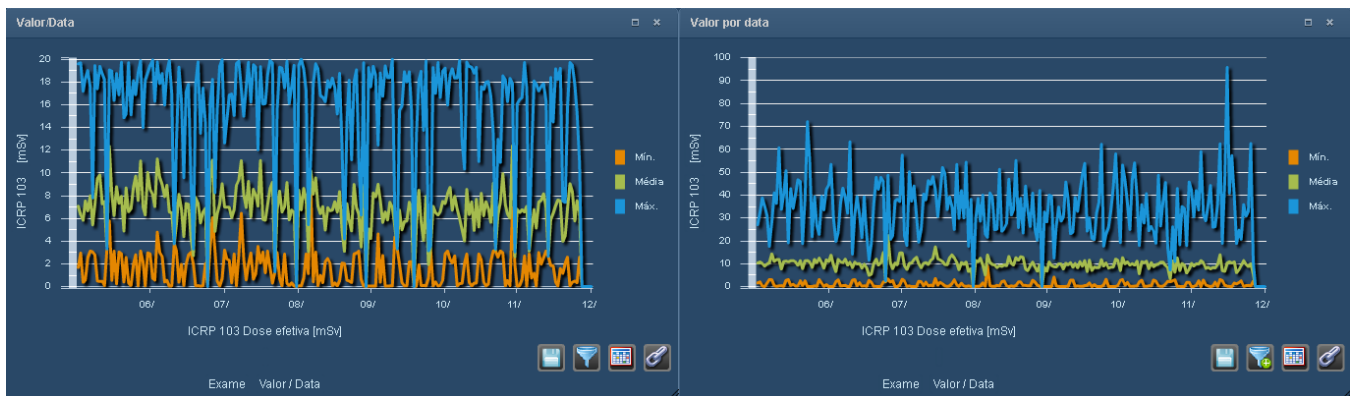 Valor/Data
20
18
16
14
12
10
8
6
4
2
0
ICRP 103 [mSv]
06/ 07/ 08/ 09/ 10/ 11/ 12/
ICRP 103 Dose efetiva [mSv]
Mín.
Média
Máx.
Exame Valor / Data
Valor por data
100
90
80
70
60
50
40
30
20
10
0
ICRP 103 [mSv]
06/ 07/ 08/ 09/ 10/ 11/ 12/
ICRP 103 Dose efetiva [mSv]
Mín.
Média
Máx.
Exame Valor / Data